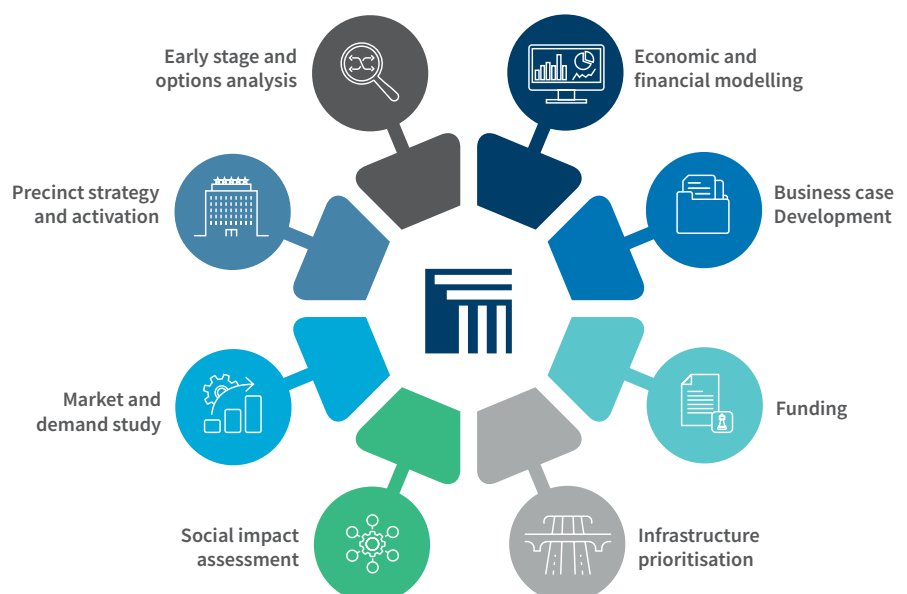 Early stage and
options analysis
Economic and
financial modelling
Precinct strategy
and activation
Business case
Development
Market and
demand study
Funding
Social impact
assessment
Infrastructure
prioritisation